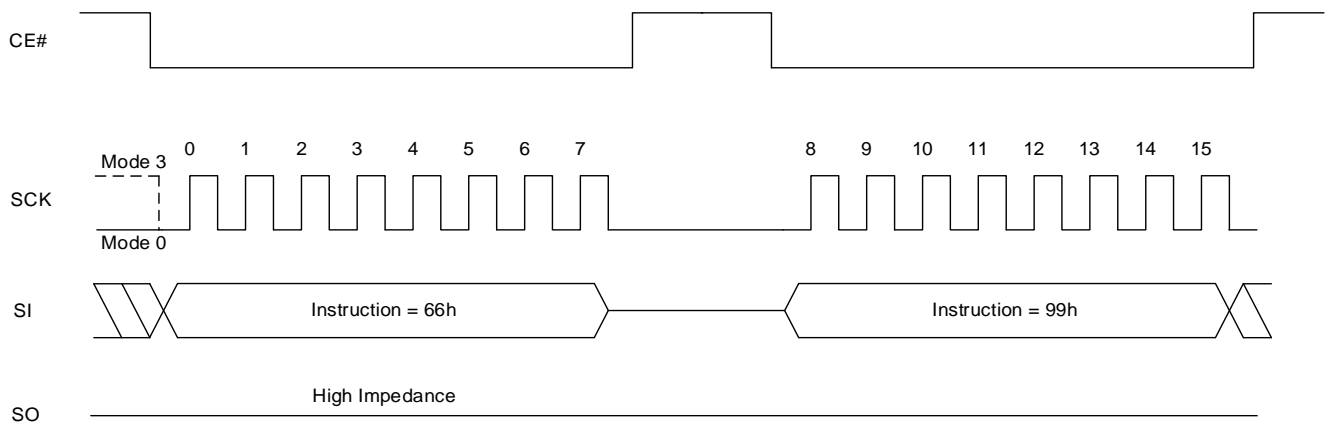 CE#
0 1 2 3 4 5 6 7 8 9 10 11 12 13 14 15
Mode 3
SCK
Mode 0
SI
Instruction = 66h
Instruction = 99h
High Impedance
SO